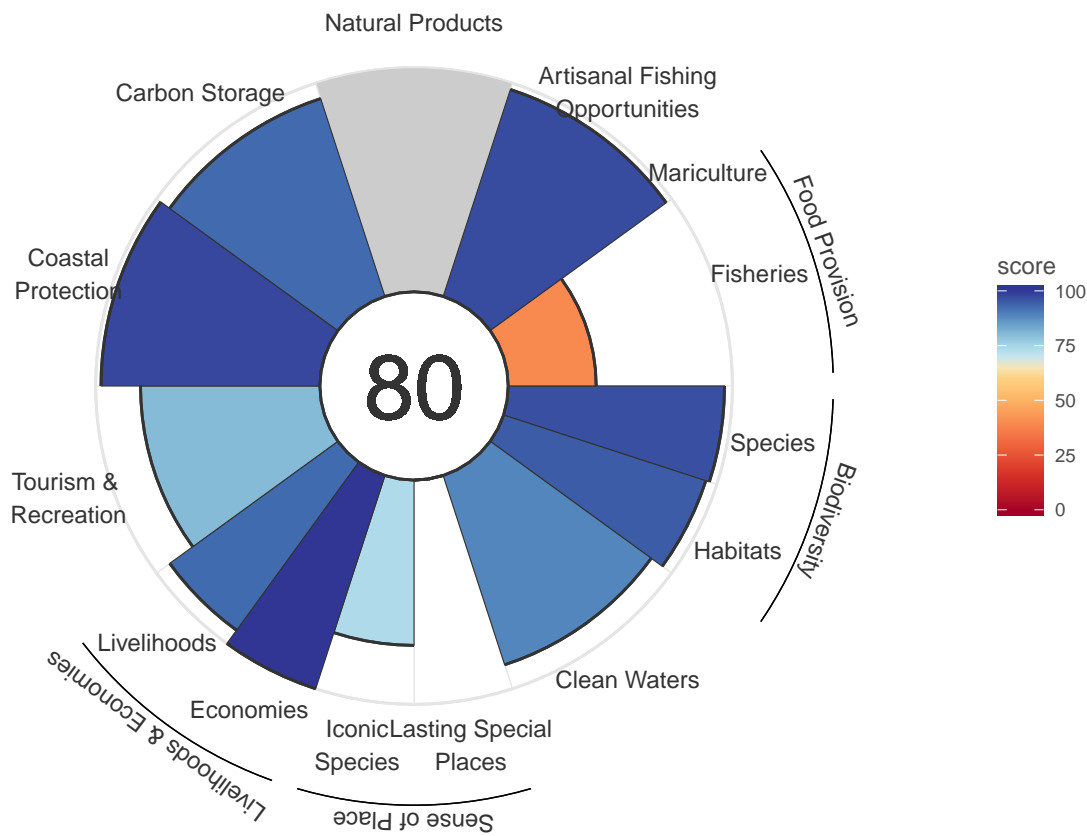 Natural Products
Artisanal Fishing
Opportunities
Carbon Storage
Mariculture
Food Provision
Fisheries
Coastal
Protection
score
100
75
50
25
0
80
Species
Biodiversity
Habitats
Tourism &
Recreation
Clean Waters
Livelihoods
Livelihoods & Economies
Economies
Iconic
Species
Lasting Special
Places
Sense of Place